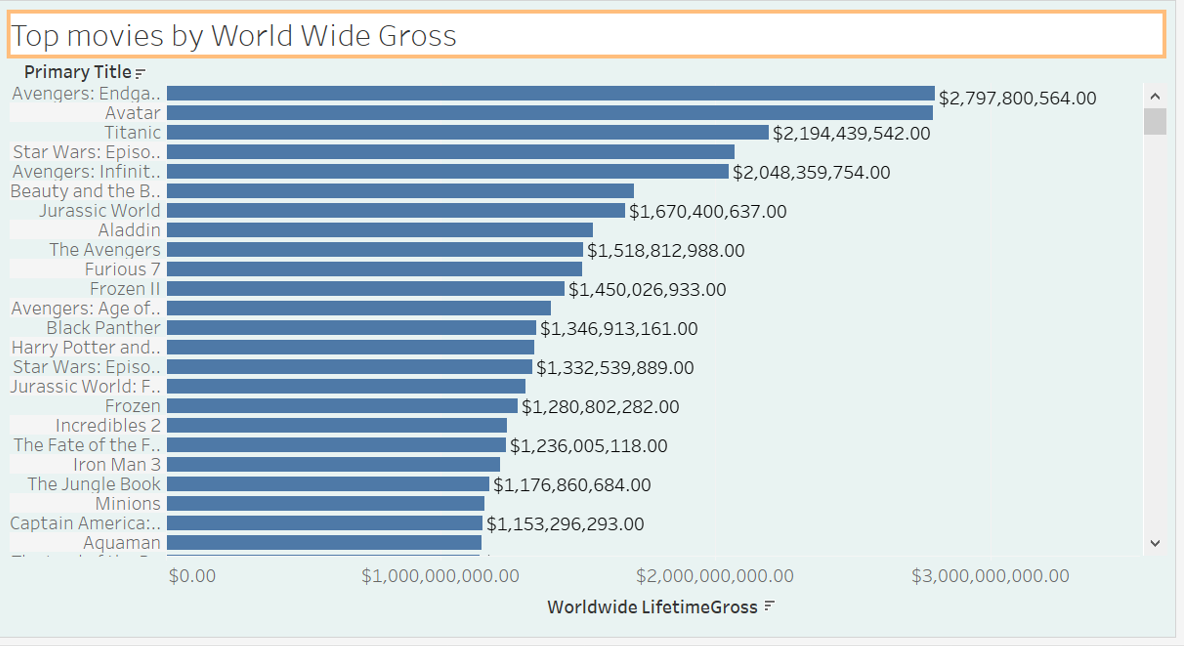 Top movies by World Wide Gross
Primary Title
Avengers: Endga.. $2,797,800,564.00
Avatar
Titanic $2,194,439,542.00
Star Wars: Episo..
Avengers: Infinit.. $2,048,359,754.00
Beauty and the B..
Jurassic World $1,670,400,637.00
Aladdin
The Avengers $1,518,812,988.00
Furious 7
Frozen II $1,450,026,933.00
Avengers: Age of..
Black Panther $1,346,913,161.00
Harry Potter and..
Star Wars: Episo.. $1,332,539,889.00
Jurassic World: F..
Frozen $1,280,802,282.00
Incredibles 2
The Fate of the F.. $1,236,005,118.00
Iron Man 3
The Jungle Book $1,176,860,684.00
Minions
Captain America:.. $1,153,296,293.00
Aquaman
$0.00 $1,000,000,000.00 $2,000,000,000.00 $3,000,000,000.00
Worldwide LifetimeGross